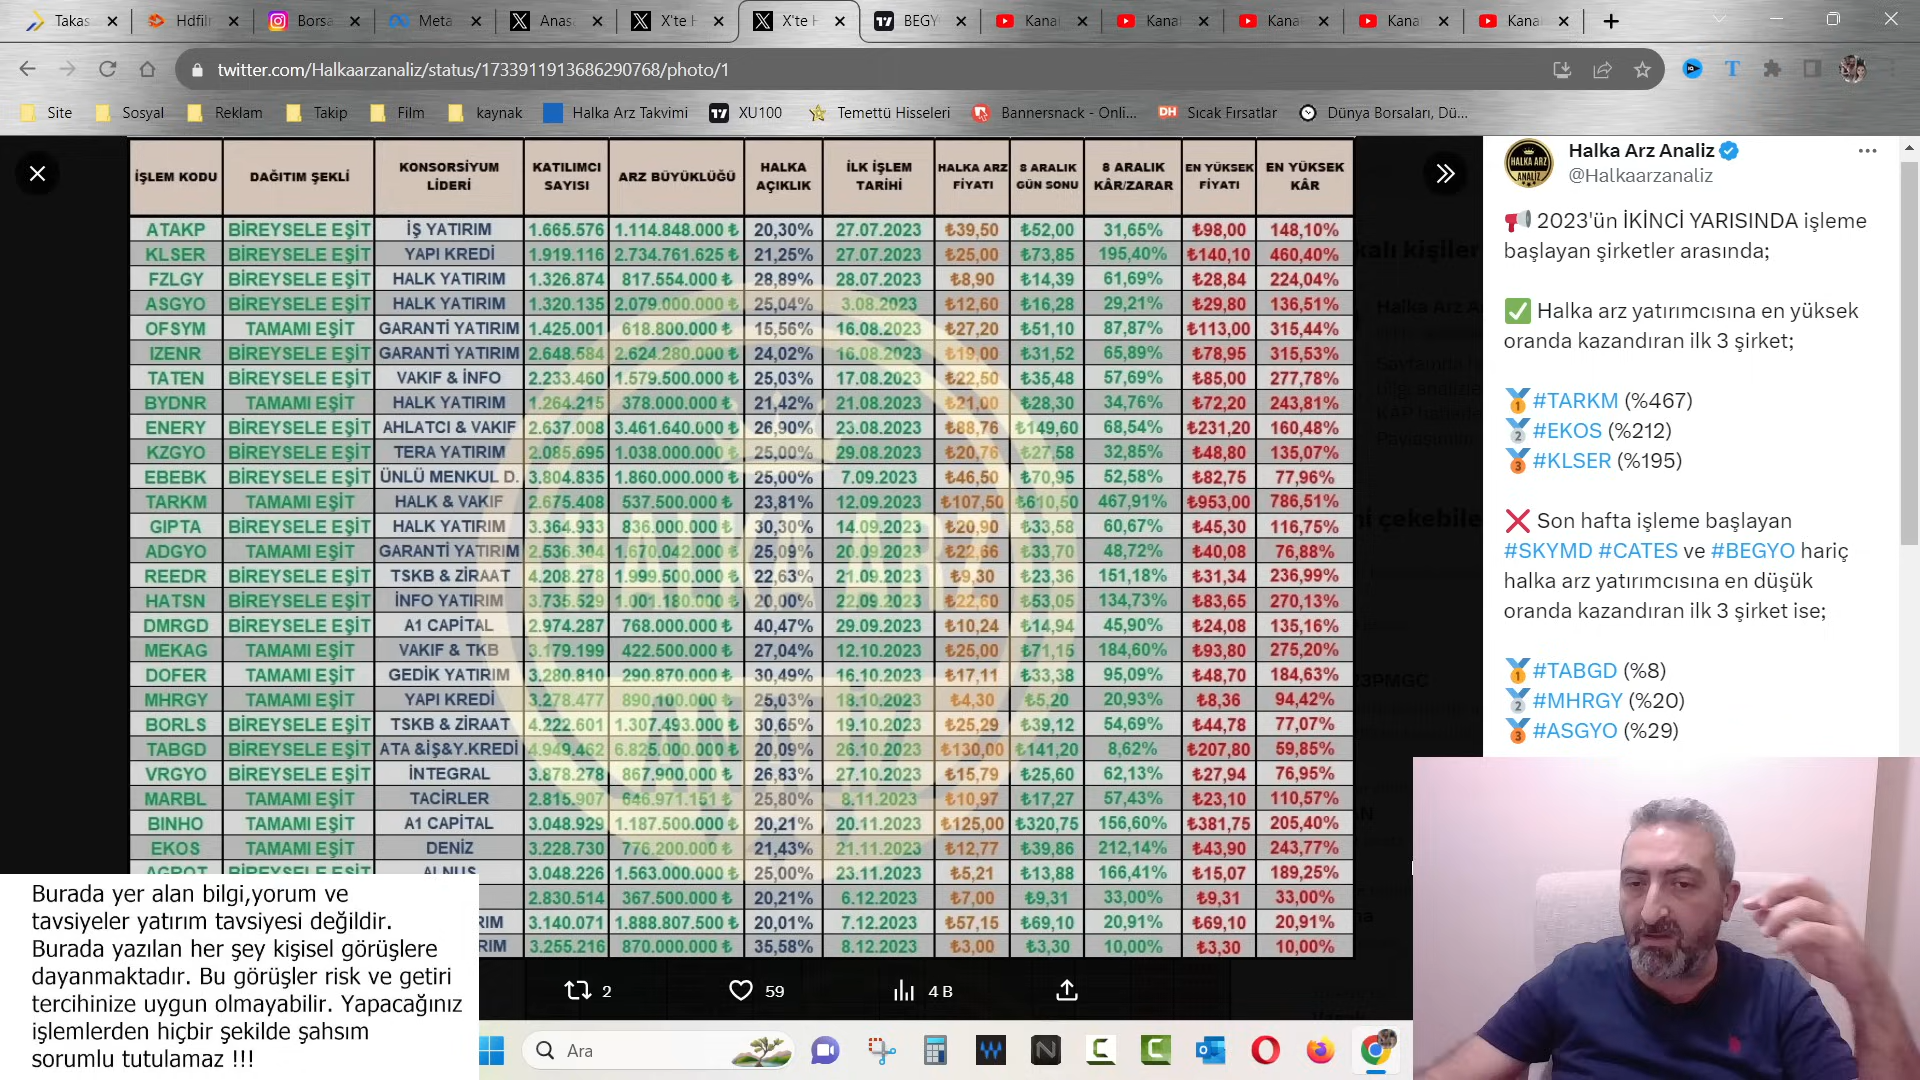 Takas
Hdfilı
Borsa
Meta
Anas
X'te H
X'te H
BEGY
Kanal
Kanal
Kanal
Kanal
Kanal
twitter.com/Halkaarzanaliz/status/1733911913686290768/photo/1
Site Sosyal Reklam Takip Film kaynak Halka Arz Takvimi XU100 Temettü Hisseleri Bannersnack - Onli... Sıcak Fırsatlar Dünya Borsaları, Dü...
İŞLEM KODU DAĞITIM ŞEKLİ KONSORSİYUM LİDERİ KATILIMCI SAYISI ARZ BÜYÜKLÜĞÜ HALKA AÇIKLIK İLK İŞLEM TARİHİ HALKA ARZ FİYATI 8 ARALIK GÜN SONU 8 ARALIK KÂR/ZARAR EN YÜKSEK FİYATI EN YÜKSEK KÂR
ATAKP BİREYSELE EŞİT İŞ YATIRIM 1.665.576 1.114.848.000 ₺ 20,30% 27.07.2023 ₺39,50 ₺52,00 31,65% ₺98,00 148,10%
KLSER BİREYSELE EŞİT YAPI KREDİ 1.919.116 2.734.761.625 ₺ 21,25% 27.07.2023 ₺25,00 ₺73,85 195,40% ₺140,10 460,40%
FZLGY BİREYSELE EŞİT HALK YATIRIM 1.326.874 817.554.000 ₺ 28,89% 28.07.2023 ₺8,90 ₺14,39 61,69% ₺28,84 224,04%
ASGYO BİREYSELE EŞİT HALK YATIRIM 1.320.135 2.079.000.000 ₺ 25,04% 3.08.2023 ₺12,60 ₺16,28 29,21% ₺29,80 136,51%
OFSYM TAMAMI EŞİT GARANTİ YATIRIM 1.425.001 618.800.000 ₺ 15,56% 16.08.2023 ₺27,20 ₺51,10 87,87% ₺113,00 315,44%
IZENR BİREYSELE EŞİT GARANTİ YATIRIM 2.648.584 2.624.280.000 ₺ 24,02% 16.08.2023 ₺19,00 ₺31,52 65,89% ₺78,95 315,53%
TATEN BİREYSELE EŞİT VAKIF & İNFO 2.233.460 1.579.500.000 ₺ 25,03% 17.08.2023 ₺22,50 ₺35,48 57,69% ₺85,00 277,78%
BYDNR TAMAMI EŞİT HALK YATIRIM 1.264.215 378.000.000 ₺ 21,42% 21.08.2023 ₺21,00 ₺28,30 34,76% ₺72,20 243,81%
ENERY BİREYSELE EŞİT AHLATCI & VAKIF 2.637.008 3.461.640.000 ₺ 26,90% 23.08.2023 ₺88,76 ₺149,60 68,54% ₺231,20 160,48%
KZGYO BİREYSELE EŞİT TERA YATIRIM 2.085.695 1.038.000.000 ₺ 25,00% 29.08.2023 ₺20,76 ₺27,58 32,85% ₺48,80 135,07%
EBEBK BİREYSELE EŞİT ÜNLÜ MENKUL D. 3.804.835 1.860.000.000 ₺ 25,00% 7.09.2023 ₺46,50 ₺70,95 52,58% ₺82,75 77,96%
TARKM TAMAMI EŞİT HALK & VAKIF 2.675.408 537.500.000 ₺ 23,81% 12.09.2023 ₺107,50 ₺610,50 467,91% ₺953,00 786,51%
GIPTA BİREYSELE EŞİT HALK YATIRIM 3.364.933 836.000.000 ₺ 30,30% 14.09.2023 ₺20,90 ₺33,58 60,67% ₺45,30 116,75%
ADGYO TAMAMI EŞİT GARANTİ YATIRIM 2.536.304 1.670.042.000 ₺ 25,09% 20.09.2023 ₺22,66 ₺33,70 48,72% ₺40,08 76,88%
REEDR BİREYSELE EŞİT TSKB & ZİRAAT 4.208.278 1.999.500.000 ₺ 22,63% 21.09.2023 ₺9,30 ₺23,36 151,18% ₺31,34 236,99%
HATSN BİREYSELE EŞİT İNFO YATIRIM 3.735.529 1.001.180.000 ₺ 20,00% 22.09.2023 ₺22,60 ₺53,05 134,73% ₺83,65 270,13%
DMRGD BİREYSELE EŞİT A1 CAPİTAL 2.974.287 768.000.000 ₺ 40,47% 29.09.2023 ₺10,24 ₺14,94 45,90% ₺24,08 135,16%
MEKAG TAMAMI EŞİT VAKIF & TKB 3.179.199 422.500.000 ₺ 27,04% 12.10.2023 ₺25,00 ₺71,15 184,60% ₺93,80 275,20%
DOFER TAMAMI EŞİT GEDİK YATIRIM 3.280.810 290.870.000 ₺ 30,49% 16.10.2023 ₺17,11 ₺33,38 95,09% ₺48,70 184,63%
MHRGY TAMAMI EŞİT YAPI KREDİ 3.278.477 890.100.000 ₺ 25,03% 18.10.2023 ₺4,30 ₺5,20 20,93% ₺8,36 94,42%
BORLS BİREYSELE EŞİT TSKB & ZİRAAT 4.222.601 1.307.493.000 ₺ 30,65% 19.10.2023 ₺25,29 ₺39,12 54,69% ₺44,78 77,07%
TABGD TAMAMI EŞİT ATA &İŞ&Y.KREDİ 4.949.462 6.825.000.000 ₺ 20,09% 26.10.2023 ₺130,00 ₺141,20 8,62% ₺207,80 59,85%
VRGYO BİREYSELE EŞİT İNTEGRAL 3.878.278 867.900.000 ₺ 26,83% 27.10.2023 ₺15,79 ₺25,60 62,13% ₺27,94 76,95%
MARBL TAMAMI EŞİT TACİRLER 2.815.907 646.971.151 ₺ 25,80% 8.11.2023 ₺10,97 ₺17,27 57,43% ₺23,10 110,57%
BINHO TAMAMI EŞİT A1 CAPİTAL 3.048.929 1.187.500.000 ₺ 20,21% 20.11.2023 ₺125,00 ₺320,75 156,60% ₺381,75 205,40%
EKOS TAMAMI EŞİT DENİZ 3.228.730 776.200.000 ₺ 21,43% 21.11.2023 ₺12,77 ₺39,86 212,14% ₺43,90 243,77%
AGROT BİREYSELE EŞİT ALNUS 3.048.226 1.563.000.000 ₺ 25,00% 23.11.2023 ₺5,21 ₺13,88 166,41% ₺15,07 189,25%
2.830.514 367.500.000 ₺ 20,21% 6.12.2023 ₺7,00 ₺9,31 33,00% ₺9,31 33,00%
RIM 3.140.071 1.888.807.500 ₺ 20,01% 7.12.2023 ₺57,15 ₺69,10 20,91% ₺69,10 20,91%
RIM 3.255.216 870.000.000 ₺ 35,58% 8.12.2023 ₺3,00 ₺3,30 10,00% ₺3,30 10,00%
HALKA ARZ
ANALİZ
2 59 4 B
Halka Arz Analiz
@Halkaarzanaliz
2023'ün İKİNCİ YARISINDA işleme
başlayan şirketler arasında;
Halka arz yatırımcısına en yüksek
oranda kazandıran ilk 3 şirket;
#TARKM (%467)
#EKOS (%212)
#KLSER (%195)
Son hafta işleme başlayan
#SKYMD #CATES ve #BEGYO hariç
halka arz yatırımcısına en düşük
oranda kazandıran ilk 3 şirket ise;
#TABGD (%8)
#MHRGY (%20)
#ASGYO (%29)
Burada yer alan bilgi,yorum ve
tavsiyeler yatırım tavsiyesi değildir.
Burada yazılan her şey kişisel görüşlere
dayanmaktadır. Bu görüşler risk ve getiri
tercihinize uygun olmayabilir. Yapacağınız
işlemlerden hiçbir şekilde şahsım
sorumlu tutulamaz !!!
Ara